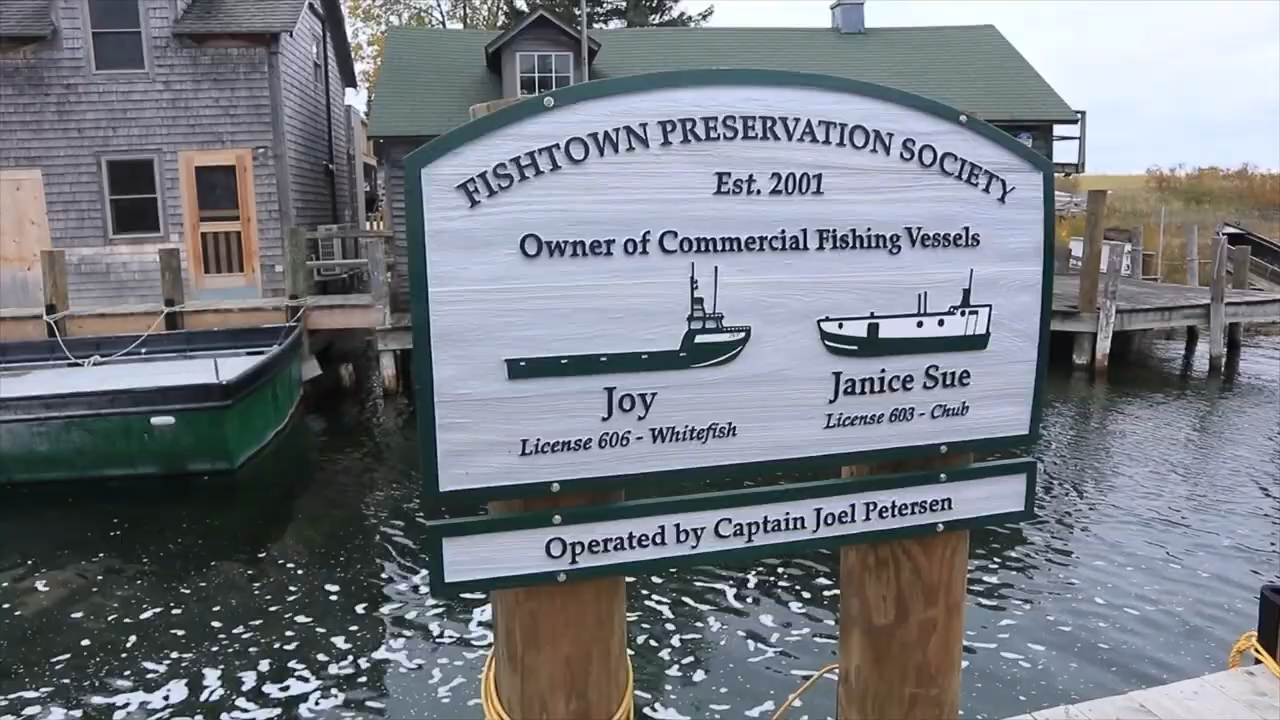 FISHTOWN PRESERVATION SOCIETY
Est. 2001
Owner of Commercial Fishing Vessels
Joy
License 606 - Whitefish
Janice Sue
License 603 - Chub
Operated by Captain Joel Petersen